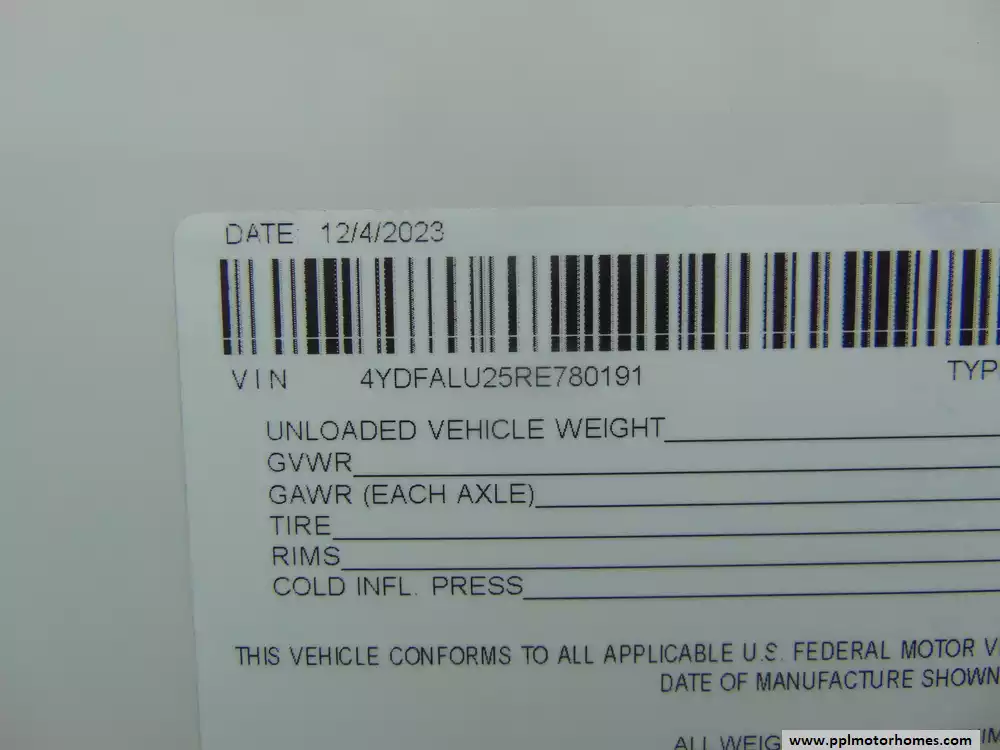 DATE: 12/4/2023
VIN 4YDFALU25RE780191 TYP
UNLOADED VEHICLE WEIGHT
GVWR
GAWR (EACH AXLE)
TIRE
RIMS
COLD INFL. PRESS
THIS VEHICLE CONFORMS TO ALL APPLICABLE U.S. FEDERAL MOTOR V
DATE OF MANUFACTURE SHOWN
ALL WEIG
www.pplmotorhomes.com